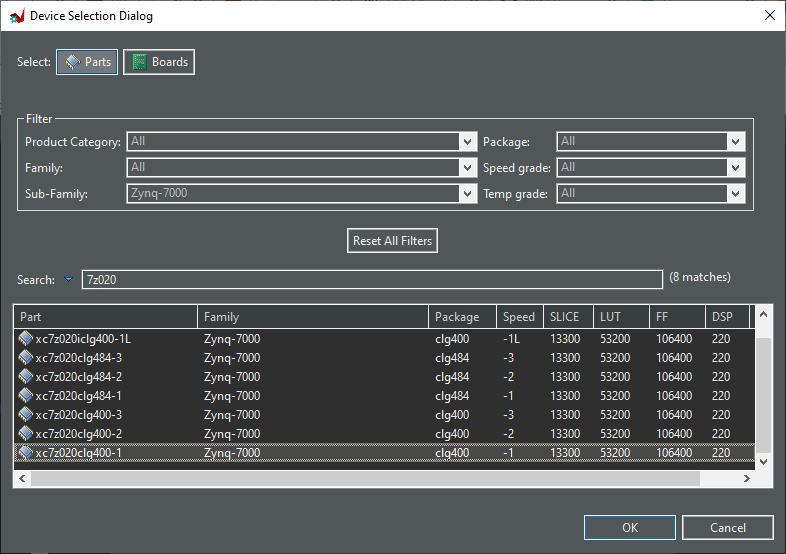 Device Selection Dialog
Select: Parts Boards
Filter
Product Category: All Package: All
Family: All Speed grade: All
Sub-Family: Zynq-7000 Temp grade: All
Reset All Filters
Search: 7z020 (8 matches)
Part Family Package Speed SLICE LUT FF DSP
xc7z020iclg400-1L Zynq-7000 clg400 -1L 13300 53200 106400 220
xc7z020clg484-3 Zynq-7000 clg484 -3 13300 53200 106400 220
xc7z020clg484-2 Zynq-7000 clg484 -2 13300 53200 106400 220
xc7z020clg484-1 Zynq-7000 clg484 -1 13300 53200 106400 220
xc7z020clg400-3 Zynq-7000 clg400 -3 13300 53200 106400 220
xc7z020clg400-2 Zynq-7000 clg400 -2 13300 53200 106400 220
xc7z020clg400-1 Zynq-7000 clg400 -1 13300 53200 106400 220
OK Cancel